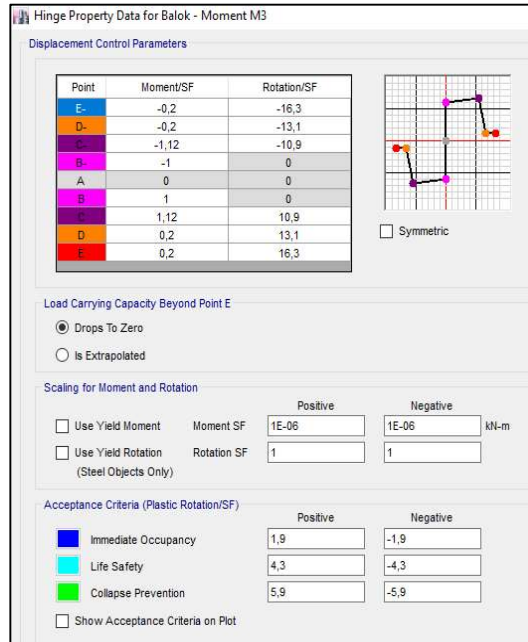 Hinge Property Data for Balok - Moment M3
Displacement Control Parameters
Point Moment/SF Rotation/SF
E- -0,2 -16,3
D- -0,2 -13,1
C- -1,12 -10,9
B- -1 0
A 0 0
B 1 0
C 1,12 10,9
D 0,2 13,1
E 0,2 16,3
Symmetric
Load Carrying Capacity Beyond Point E
Drops To Zero
Is Extrapolated
Scaling for Moment and Rotation
Positive Negative
Use Yield Moment Moment SF 1E-06 1E-06 kN-m
Use Yield Rotation Rotation SF 1 1
(Steel Objects Only)
Acceptance Criteria (Plastic Rotation/SF)
Positive Negative
Immediate Occupancy 1,9 -1,9
Life Safety 4,3 -4,3
Collapse Prevention 5,9 -5,9
Show Acceptance Criteria on Plot